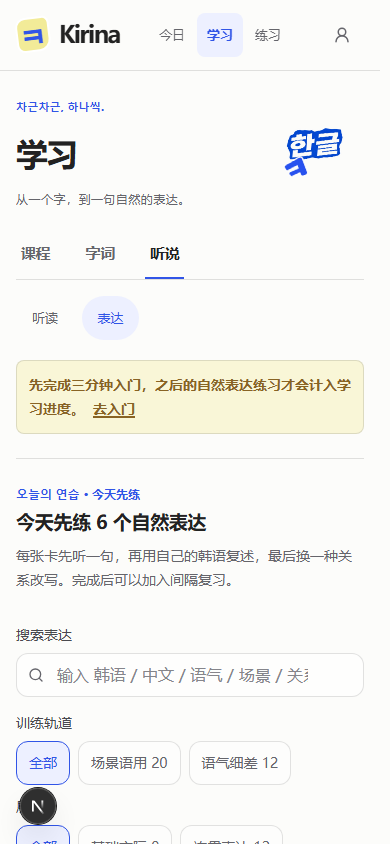 ㅋ Kirina 今日 学习 练习
차근차근, 하나씩.
学习
한글
ㅋ
从一个字，到一句自然的表达。
课程 字词 听说
听读 表达
先完成三分钟入门，之后的自然表达练习才会计入学
习进度。 去入门
오늘의 연습 · 今天先练
今天先练 6 个自然表达
每张卡先听一句，再用自己的韩语复述，最后换一种关
系改写。完成后可以加入间隔复习。
搜索表达
输入 韩语 / 中文 / 语气 / 场景 / 关系
训练轨道
全部 场景语用 20 语气细差 12
N
全部